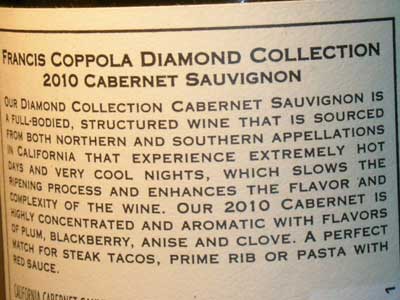 FRANCIS COPPOLA DIAMOND COLLECTION
2010 CABERNET SAUVIGNON
OUR DIAMOND COLLECTION CABERNET SAUVIGNON IS
A FULL-BODIED, STRUCTURED WINE THAT IS SOURCED
FROM BOTH NORTHERN AND SOUTHERN APPELLATIONS
IN CALIFORNIA THAT EXPERIENCE EXTREMELY HOT
DAYS AND VERY COOL NIGHTS, WHICH SLOWS THE
RIPENING PROCESS AND ENHANCES THE FLAVOR AND
COMPLEXITY OF THE WINE. OUR 2010 CABERNET IS
HIGHLY CONCENTRATED AND AROMATIC WITH FLAVORS
OF PLUM, BLACKBERRY, ANISE AND CLOVE. A PERFECT
MATCH FOR STEAK TACOS, PRIME RIB OR PASTA WITH
RED SAUCE.
CALIFORNIA CABERNET
1